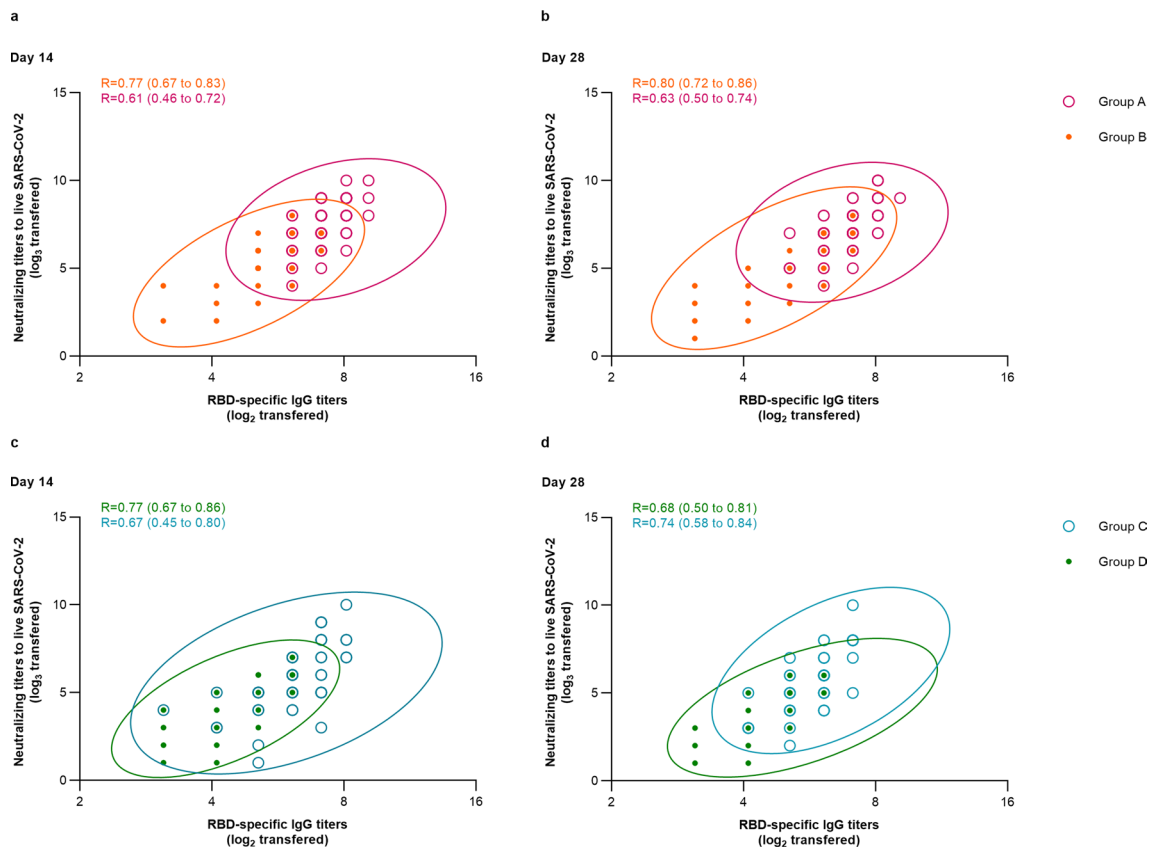 a
Day 14
R=0.77 (0.67 to 0.83)
R=0.61 (0.46 to 0.72)
15
10
5
0
2
4
8
16
Neutralizing titers to live SARS-CoV-2
(log3 transfered)
RBD-specific IgG titers
(log2 transfered)
b
Day 28
R=0.80 (0.72 to 0.86)
R=0.63 (0.50 to 0.74)
15
10
5
0
2
4
8
16
Neutralizing titers to live SARS-CoV-2
(log3 transfered)
RBD-specific IgG titers
(log2 transfered)
Group A
Group B
c
Day 14
R=0.77 (0.67 to 0.86)
R=0.67 (0.45 to 0.80)
15
10
5
0
2
4
8
16
Neutralizing titers to live SARS-CoV-2
(log3 transfered)
RBD-specific IgG titers
(log2 transfered)
d
Day 28
R=0.68 (0.50 to 0.81)
R=0.74 (0.58 to 0.84)
15
10
5
0
2
4
8
16
Neutralizing titers to live SARS-CoV-2
(log3 transfered)
RBD-specific IgG titers
(log2 transfered)
Group C
Group D